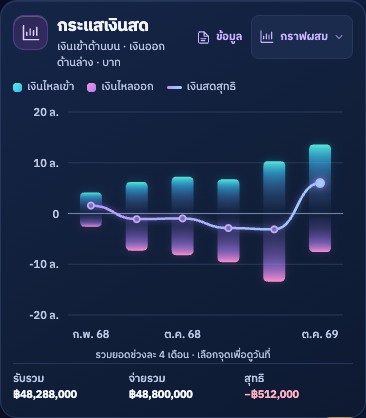 กระแสเงินสด
เงินเข้าด้านบน · เงินออก
ด้านล่าง · บาท
ข้อมูล
กราฟผสม
เงินไหลเข้า
เงินไหลออก
เงินสดสุทธิ
20 ล.
10 ล.
0
-10 ล.
-20 ล.
ก.พ. 68
ต.ค. 68
ต.ค. 69
รวมยอดช่วงละ 4 เดือน · เลือกจุดเพื่อดูวันที่
รับรวม
฿48,288,000
จ่ายรวม
฿48,800,000
สุทธิ
−฿512,000